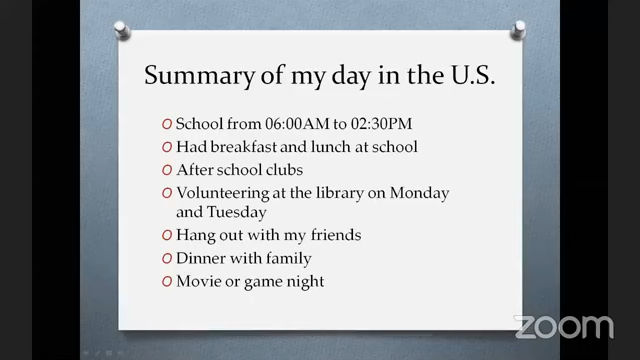 Summary of my day in the U.S.
School from 06:00AM to 02:30PM
Had breakfast and lunch at school
After school clubs
Volunteering at the library on Monday
and Tuesday
Hang out with my friends
Dinner with family
Movie or game night
zoom